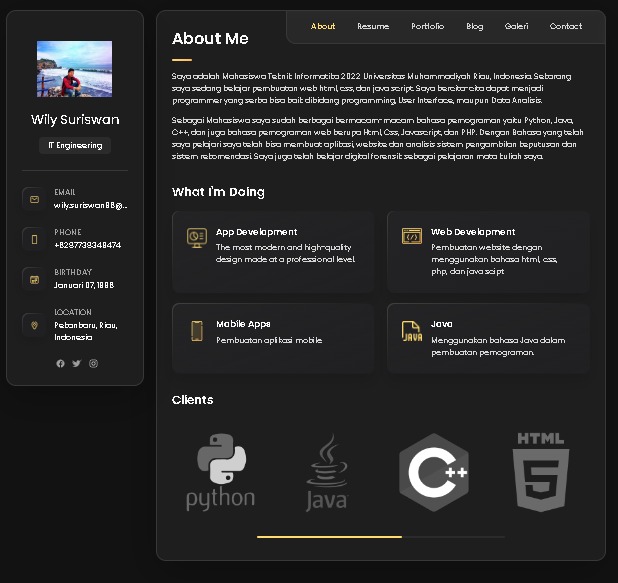 Wily Suriswan
IT Engineering
EMAIL
wily.suriswan88@...
PHONE
BIRTHDAY
LOCATION
Pekanbaru, Riau,
Indonesia
About Me
About Resume Portfolio Blog Galeri Contact
Saya adalah Mahasiswa Teknik Informatika 2022 Universitas Muhammadiyah Riau, Indonesia. Sekarang
saya sedang belajar pembuatan web html, css, dan java script. Saya bercita-cita dapat menjadi
programmer yang serba bisa baik dibidang programming, User Interface, maupun Data Analisis.
Sebagai Mahasiswa saya sudah berbagai bermacam-macam bahasa pemograman yaitu Python, Java,
C++, dan juga bahasa pemograman web berupa Html, Css, Javascript, dan PHP. Dengan Bahasa yang telah
saya pelajari saya telah bisa membuat aplikasi, website dan analisis sistem pengambilan keputusan dan
sistem rekomendasi. Saya juga telah belajar digital forensik sebagai pelajaran mata kuliah saya.
What I'm Doing
App Development
The most modern and high-quality
design made at a professional level.
Web Development
Pembuatan website dengan
menggunakan bahasa html, css,
php, dan java script
Mobile Apps
Pembuatan aplikasi mobile
JAVA
Java
Menggunakan bahasa Java dalam
pembuatan pemograman.
Clients
python
Java
C++
HTML
5